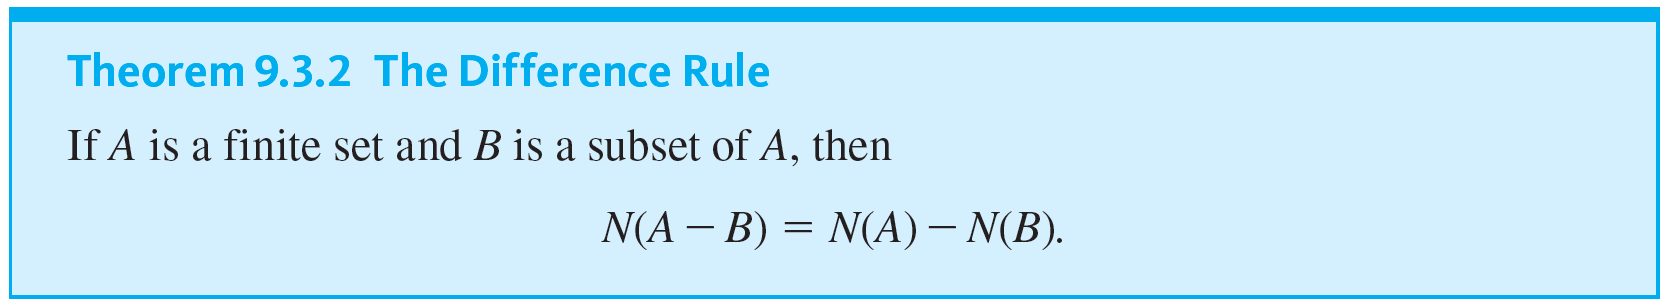 Theorem 9.3.2 The Difference Rule
If A is a finite set and B is a subset of A, then
N(A − B) = N(A) − N(B).